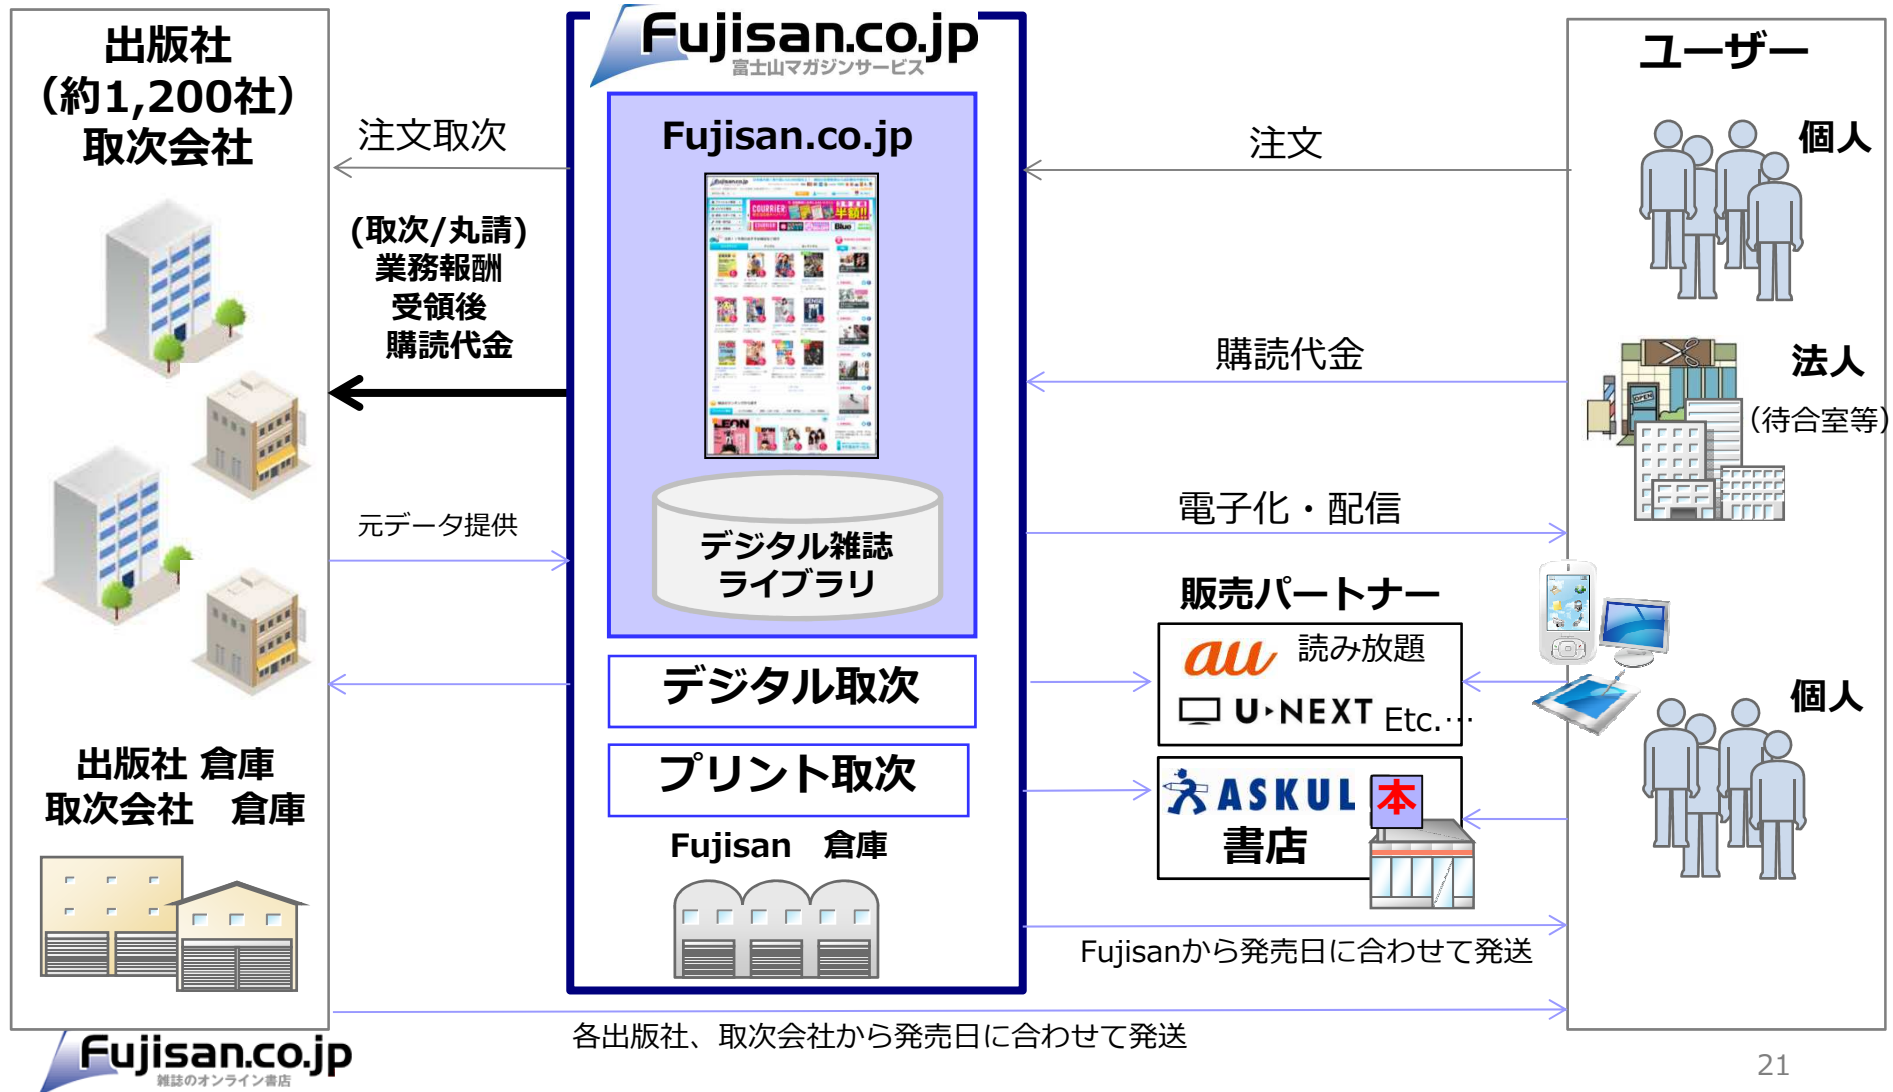 出版社
（約1,200社）
取次会社
注文取次
(取次/丸請)
業務報酬
受領後
購読代金
元データ提供
出版社 倉庫
取次会社　倉庫
Fujisan.co.jp
富士山マガジンサービス
Fujisan.co.jp
COURRiER
半額!!
Blue
LEON
デジタル雑誌
ライブラリ
デジタル取次
プリント取次
Fujisan　倉庫
注文
購読代金
電子化・配信
販売パートナー
au 読み放題
U-NEXT Etc.…
ASKUL 本
書店
Fujisanから発売日に合わせて発送
ユーザー
個人
法人
OPEN
（待合室等）
個人
各出版社、取次会社から発売日に合わせて発送
Fujisan.co.jp
雑誌のオンライン書店
21